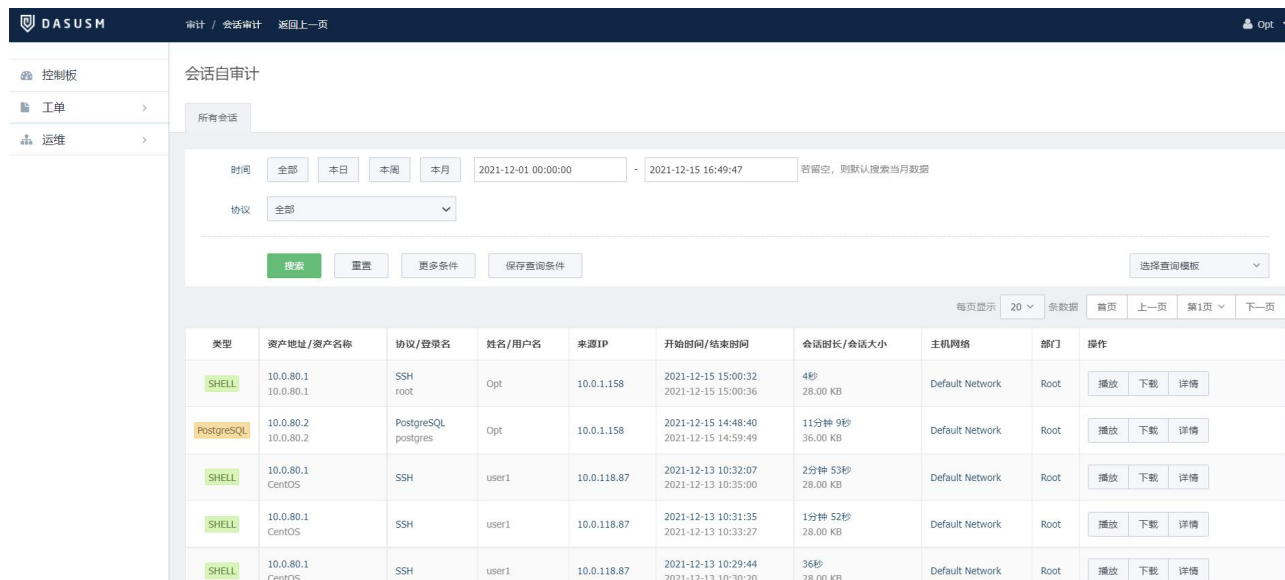 DASUSM 审计 / 会话审计 返回上一页 Opt
控制板
工单
运维
会话自审计
所有会话
时间 全部 本日 本周 本月 2021-12-01 00:00:00 - 2021-12-15 16:49:47 若留空，则默认搜索当月数据
协议 全部
搜索 重置 更多条件 保存查询条件 选择查询模板
每页显示 20 条数据 首页 上一页 第1页 下一页
类型 资产地址/资产名称 协议/登录名 姓名/用户名 来源IP 开始时间/结束时间 会话时长/会话大小 主机网络 部门 操作
SHELL 10.0.80.1 SSH Opt 10.0.1.158 2021-12-15 15:00:32 4秒 Default Network Root 播放 下载 详情
10.0.80.1 root 2021-12-15 15:00:36 28.00 KB
PostgreSQL 10.0.80.2 PostgreSQL Opt 10.0.1.158 2021-12-15 14:48:40 11分钟 9秒 Default Network Root 播放 下载 详情
10.0.80.2 postgres 2021-12-15 14:59:49 36.00 KB
SHELL 10.0.80.1 SSH user1 10.0.118.87 2021-12-13 10:32:07 2分钟 53秒 Default Network Root 播放 下载 详情
CentOS 2021-12-13 10:35:00 28.00 KB
SHELL 10.0.80.1 SSH user1 10.0.118.87 2021-12-13 10:31:35 1分钟 52秒 Default Network Root 播放 下载 详情
CentOS 2021-12-13 10:33:27 28.00 KB
SHELL 10.0.80.1 SSH user1 10.0.118.87 2021-12-13 10:29:44 36秒 Default Network Root 播放 下载 详情
CentOS 2021-12-13 10:30:20 28.00 KB